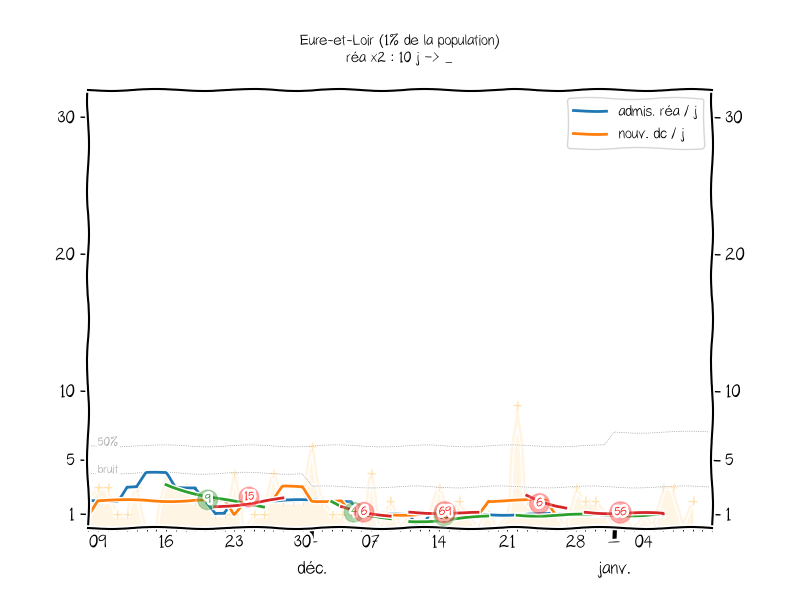 Eure-et-Loir (1% de la population)
réa x2 : 10 j -> _
admis. réa / j
nouv. dc / j
30 30
20 20
10 10
50%
5 5
bruit
9 15 4 6 69 6 56
1 1
09 16 23 30 07 14 21 28 04
déc. janv.